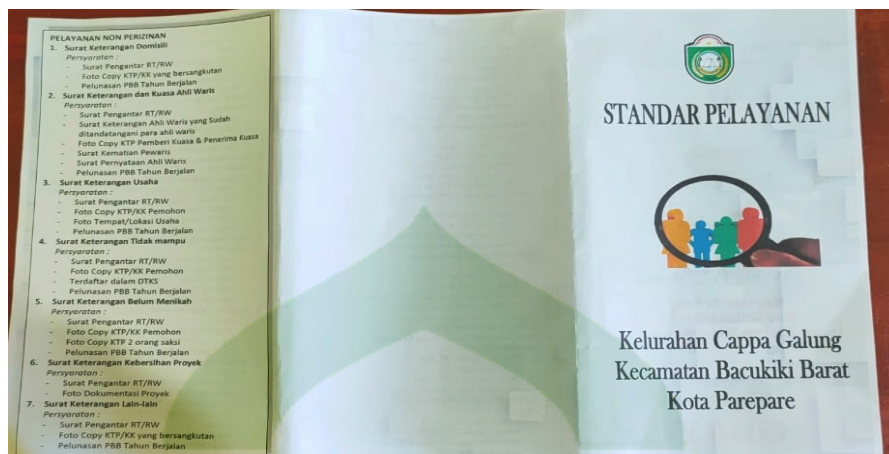 PELAYANAN NON PERIZINAN
1. Surat Keterangan Domisili
Persyaratan :
- Surat Pengantar RT/RW
- Foto Copy KTP/KK yang bersangkutan
- Pelunasan PBB Tahun Berjalan
2. Surat Keterangan dan Kuasa Ahli Waris
Persyaratan :
- Surat Pengantar RT/RW
- Surat Keterangan Ahli Waris yang Sudah
ditandatangani para ahli waris
- Foto Copy KTP Pemberi Kuasa & Penerima Kuasa
- Surat Kematian Pewaris
- Surat Pernyataan Ahli Waris
- Pelunasan PBB Tahun Berjalan
3. Surat Keterangan Usaha
Persyaratan :
- Surat Pengantar RT/RW
- Foto Copy KTP/KK Pemohon
- Foto Tempat/Lokasi Usaha
- Pelunasan PBB Tahun Berjalan
4. Surat Keterangan Tidak mampu
Persyaratan :
- Surat Pengantar RT/RW
- Foto Copy KTP/KK Pemohon
- Terdaftar dalam DTKS
- Pelunasan PBB Tahun Berjalan
5. Surat Keterangan Belum Menikah
Persyaratan :
- Surat Pengantar RT/RW
- Foto Copy KTP/KK Pemohon
- Foto Copy KTP 2 orang saksi
- Pelunasan PBB Tahun Berjalan
6. Surat Keterangan Kebersihan Proyek
Persyaratan :
- Surat Pengantar RT/RW
- Foto Dokumentasi Proyek
7. Surat Keterangan Lain-lain
Persyaratan :
- Surat Pengantar RT/RW
- Foto Copy KTP/KK yang bersangkutan
- Pelunasan PBB Tahun Berjalan
STANDAR PELAYANAN
Kelurahan Cappa Galung
Kecamatan Bacukiki Barat
Kota Parepare